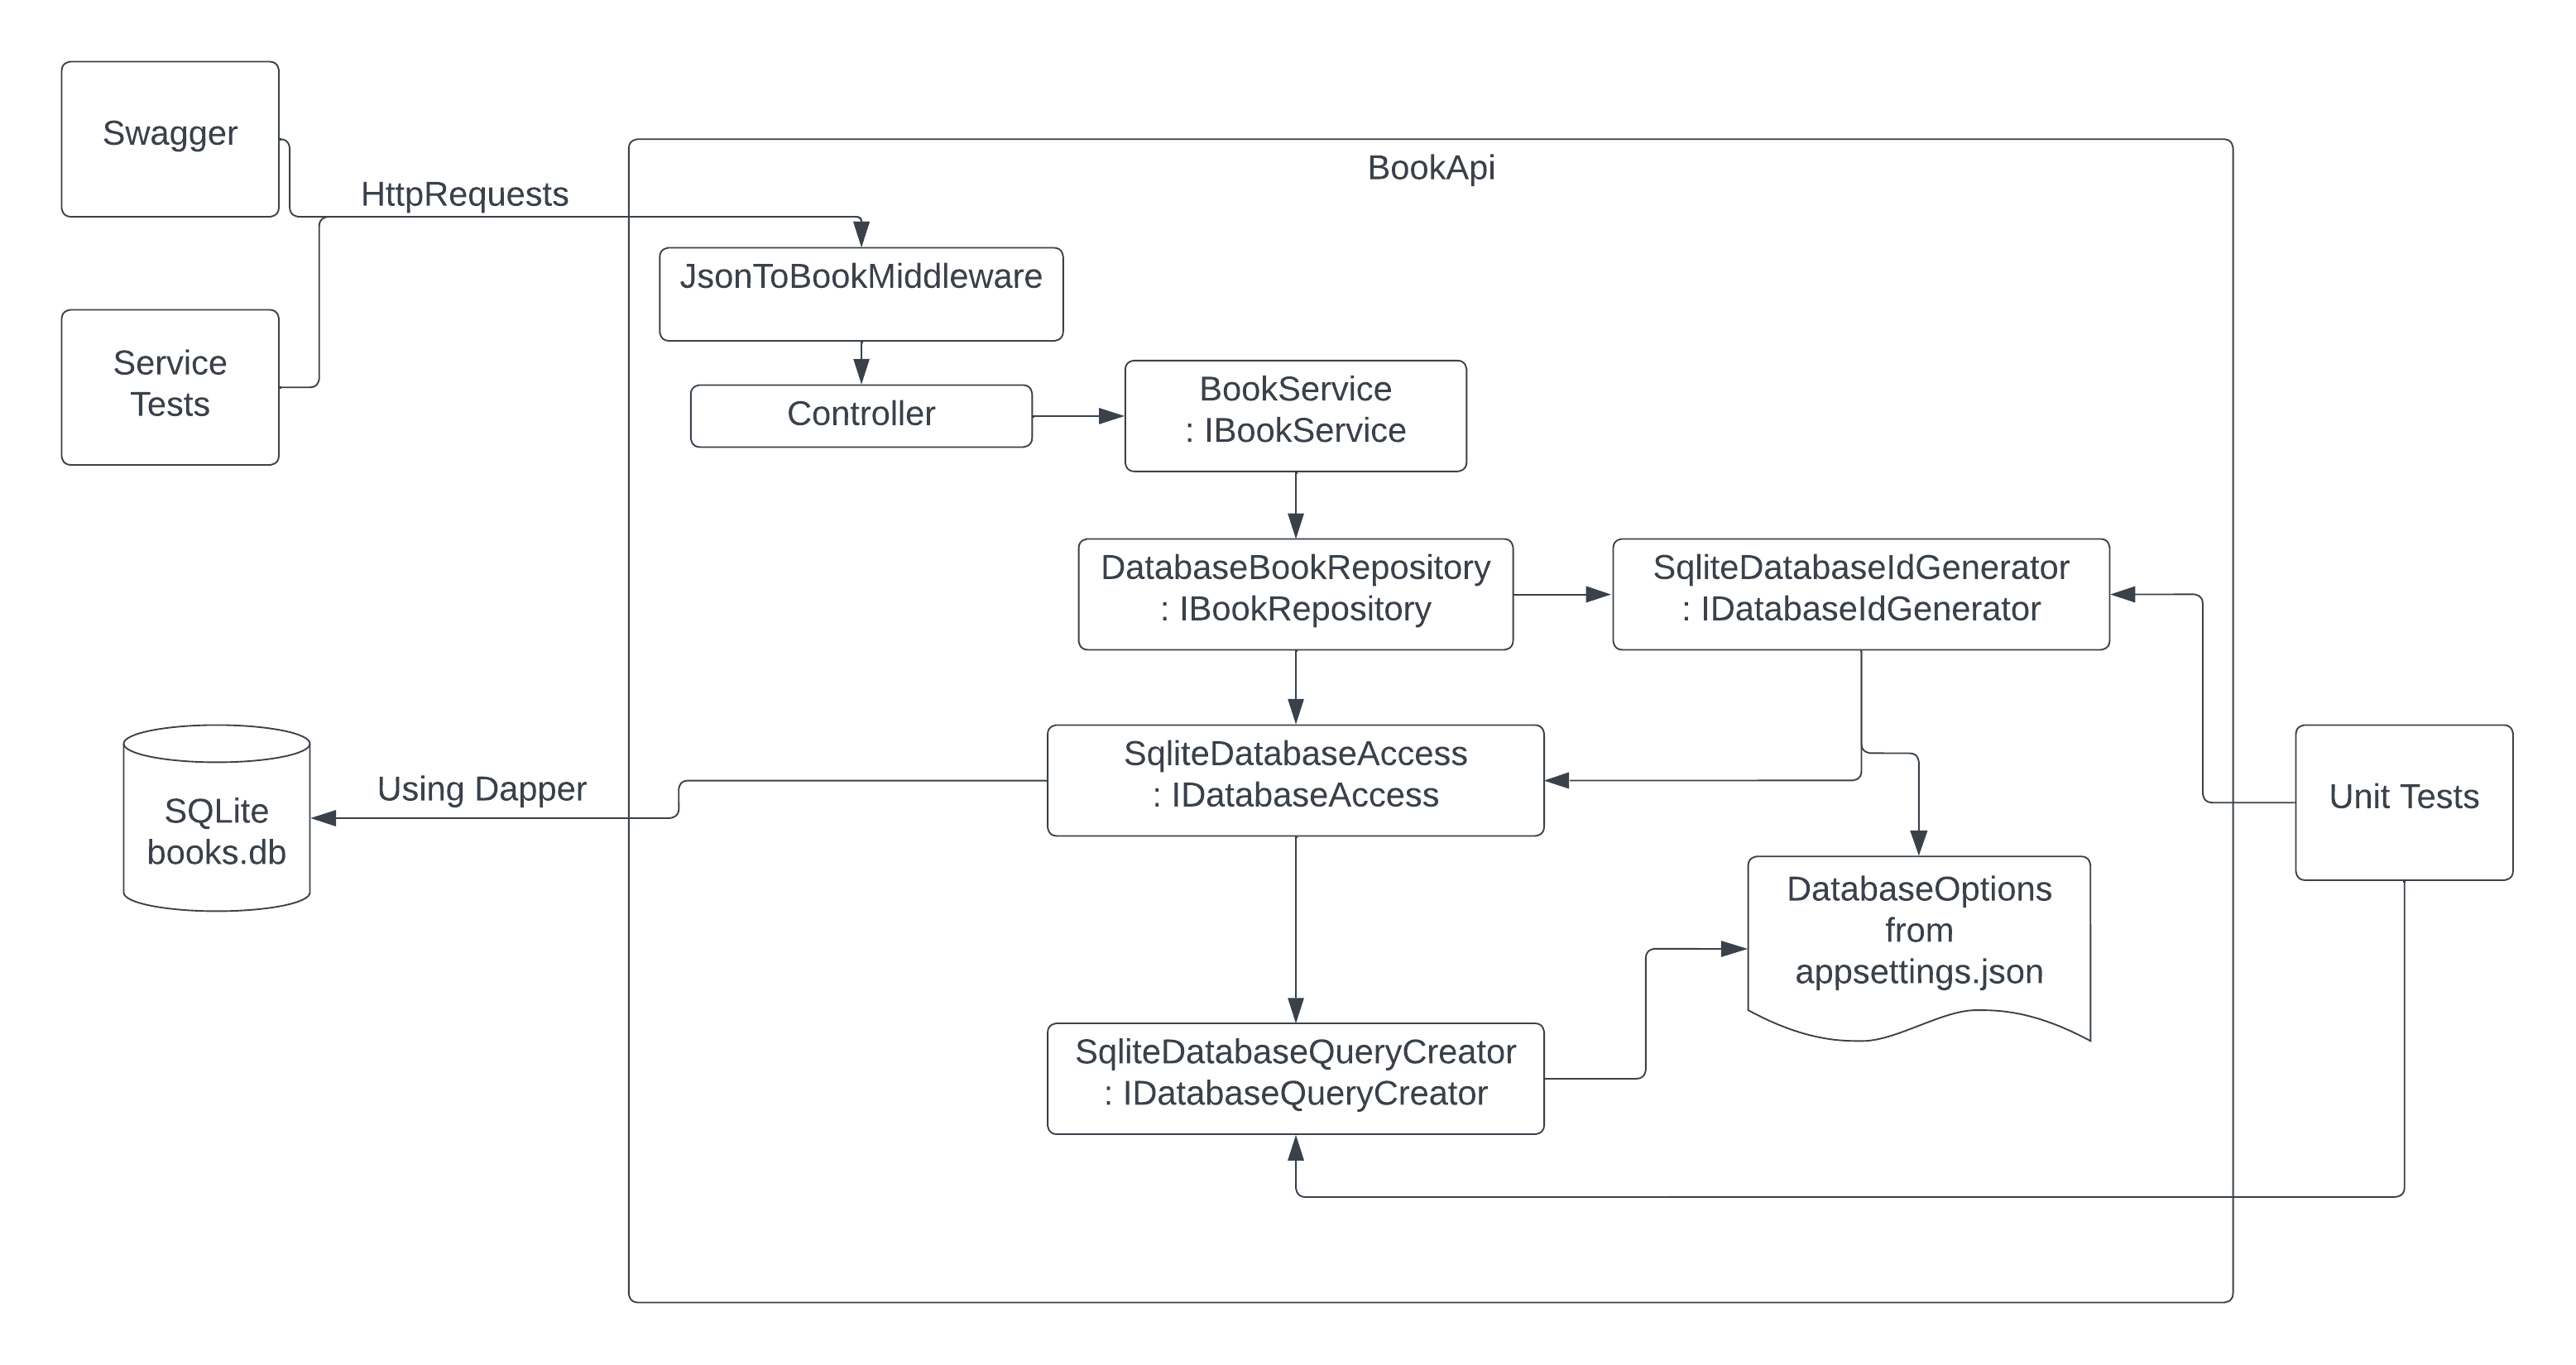 Swagger
HttpRequests
BookApi
JsonToBookMiddleware
Service
Tests
Controller
BookService
: IBookService
DatabaseBookRepository
: IBookRepository
SqliteDatabaseIdGenerator
: IDatabaseIdGenerator
SqliteDatabaseAccess
: IDatabaseAccess
Using Dapper
SQLite
books.db
Unit Tests
DatabaseOptions
from
appsettings.json
SqliteDatabaseQueryCreator
: IDatabaseQueryCreator